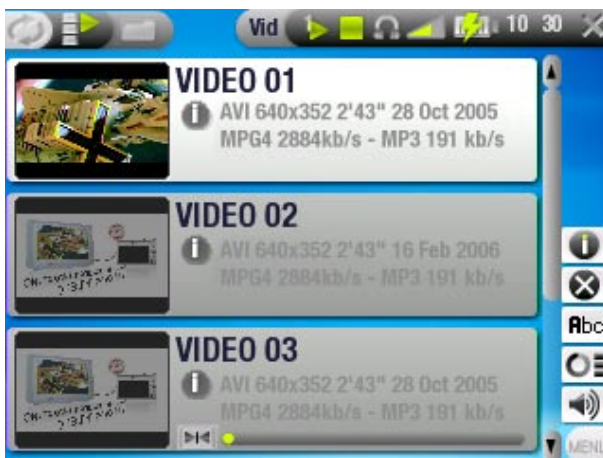 Vid 10 30
VIDEO 01
i AVI 640x352 2'43" 28 Oct 2005
MPG4 2884kb/s - MP3 191 kb/s
VIDEO 02
i AVI 640x352 2'43" 16 Feb 2006
MPG4 2884kb/s - MP3 191 kb/s
i
Abc
VIDEO 03
i AVI 640x352 2'43" 28 Oct 2005
MPG4 2884kb/s - MP3 191 kb/s
MENU